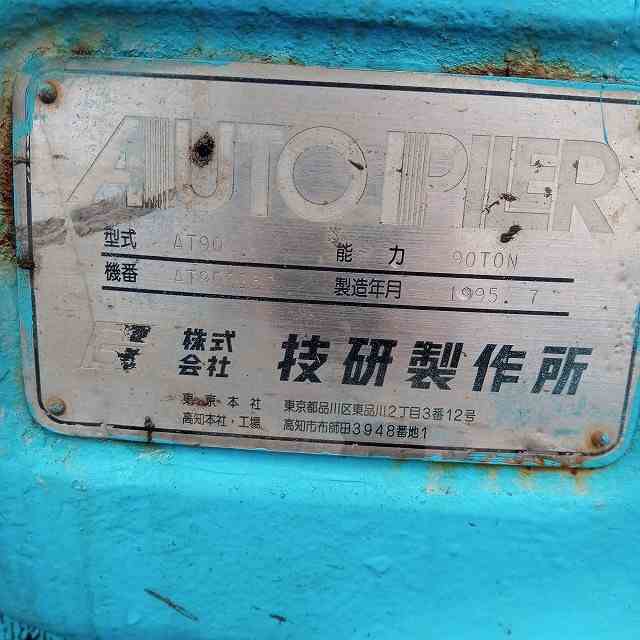 AUTO PIER
型式 AT90 能力 90TON
機番 製造年月 1995. 7
株式会社 技研製作所
東京本社 東京都品川区東品川2丁目3番12号
高知本社・工場 高知市布師田3948番地1